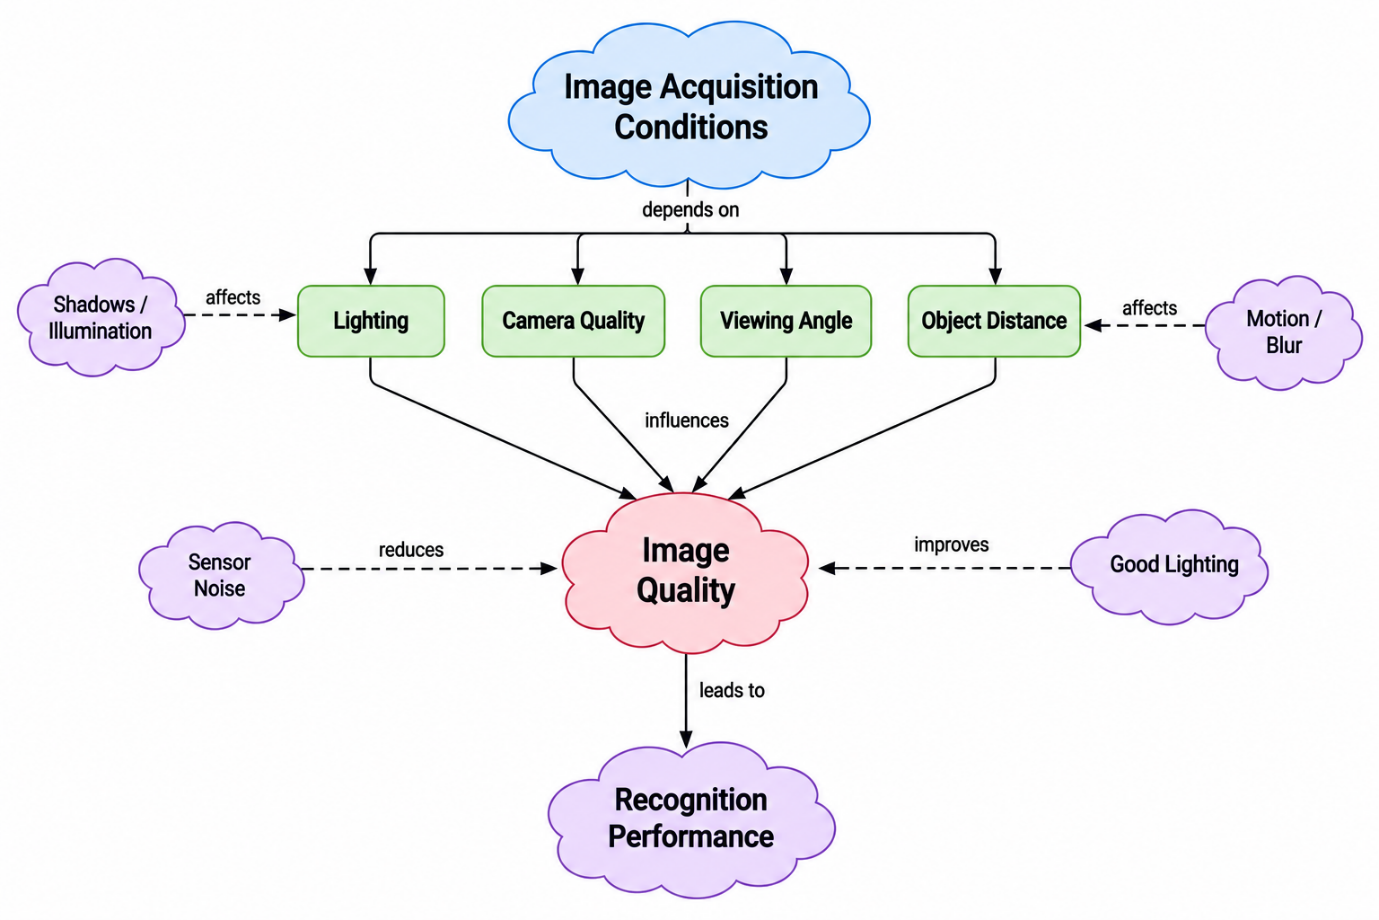 Image Acquisition
Conditions
depends on
Shadows /
Illumination
affects
Lighting
Camera Quality
Viewing Angle
Object Distance
affects
Motion /
Blur
influences
Sensor
Noise
reduces
Image
Quality
improves
Good Lighting
leads to
Recognition
Performance